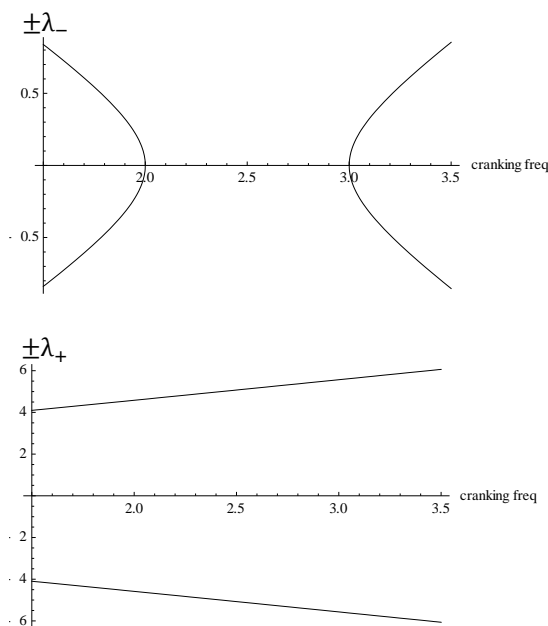 ±λ₋
0.5
cranking freq
2.0 2.5 3.0 3.5
- 0.5
±λ₊
6
4
2
cranking freq
2.0 2.5 3.0 3.5
- 2
- 4
- 6